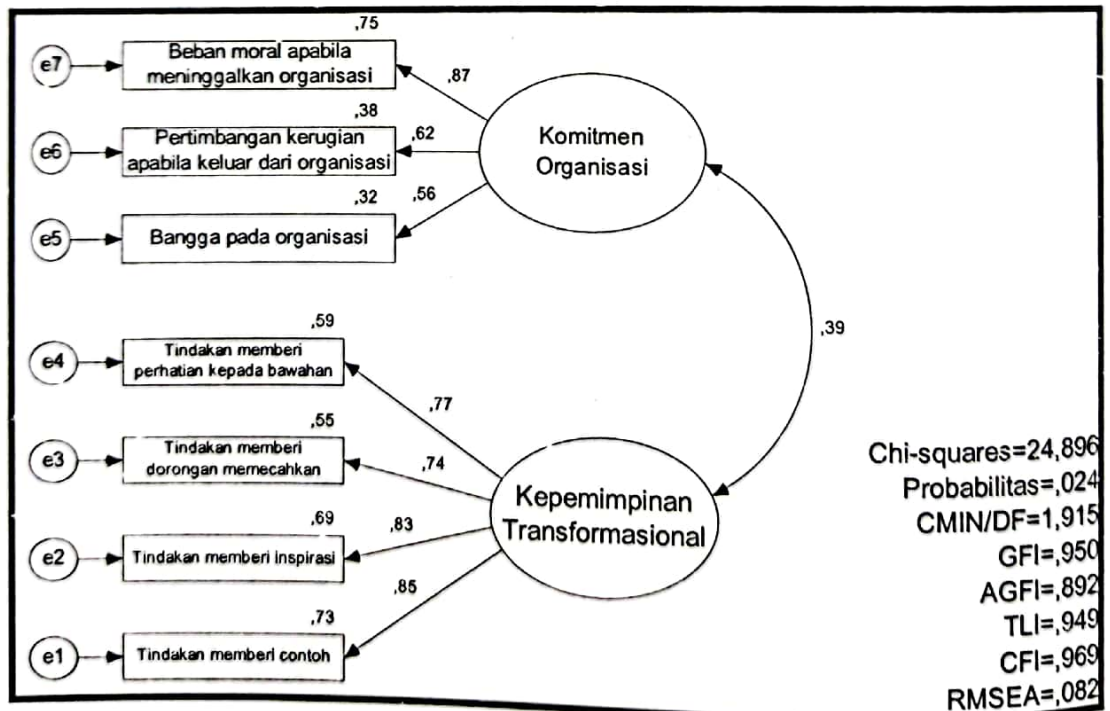 ,75
e7
Beban moral apabila
meninggalkan organisasi
,87
,38
e6
Pertimbangan kerugian
apabila keluar dari organisasi
,62
,32
,56
e5
Bangga pada organisasi
Komitmen
Organisasi
,39
,59
e4
Tindakan memberi
perhatian kepada bawahan
,77
,55
e3
Tindakan memberi
dorongan memecahkan
,74
,69
e2
Tindakan memberi inspirasi
,83
,85
,73
e1
Tindakan memberi contoh
Kepemimpinan
Transformasional
Chi-squares=24,896
Probabilitas=,024
CMIN/DF=1,915
GFI=,950
AGFI=,892
TLI=,949
CFI=,969
RMSEA=,082